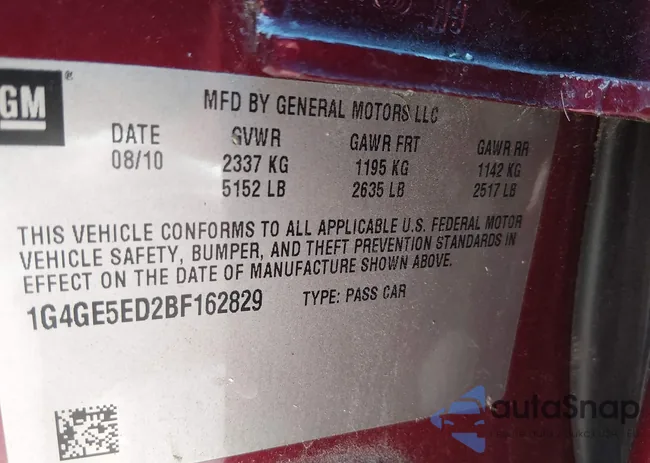 GM®
MFD BY GENERAL MOTORS LLC
DATE GVWR GAWR FRT GAWR RR
08/10 2337 KG 1195 KG 1142 KG
5152 LB 2635 LB 2517 LB
THIS VEHICLE CONFORMS TO ALL APPLICABLE U.S. FEDERAL MOTOR
VEHICLE SAFETY, BUMPER, AND THEFT PREVENTION STANDARDS IN
EFFECT ON THE DATE OF MANUFACTURE SHOWN ABOVE.
1G4GE5ED2BF162829 TYPE: PASS CAR
autoSnap